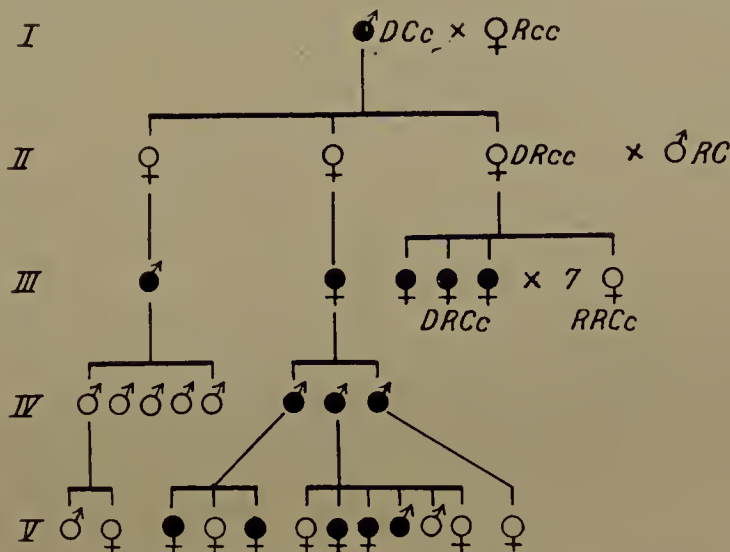 I ♂DCc × ♀Rcc
II ♀ ♀ ♀DRcc × ♂RC
III ♂ ♀ ♀ ♀ ♀ × 7 ♀
DRCc RRCc
IV ♂ ♂ ♂ ♂ ♂ ♂ ♂ ♂
V ♂ ♀ ♀ ♀ ♀ ♀ ♀ ♀ ♂ ♂ ♀ ♀